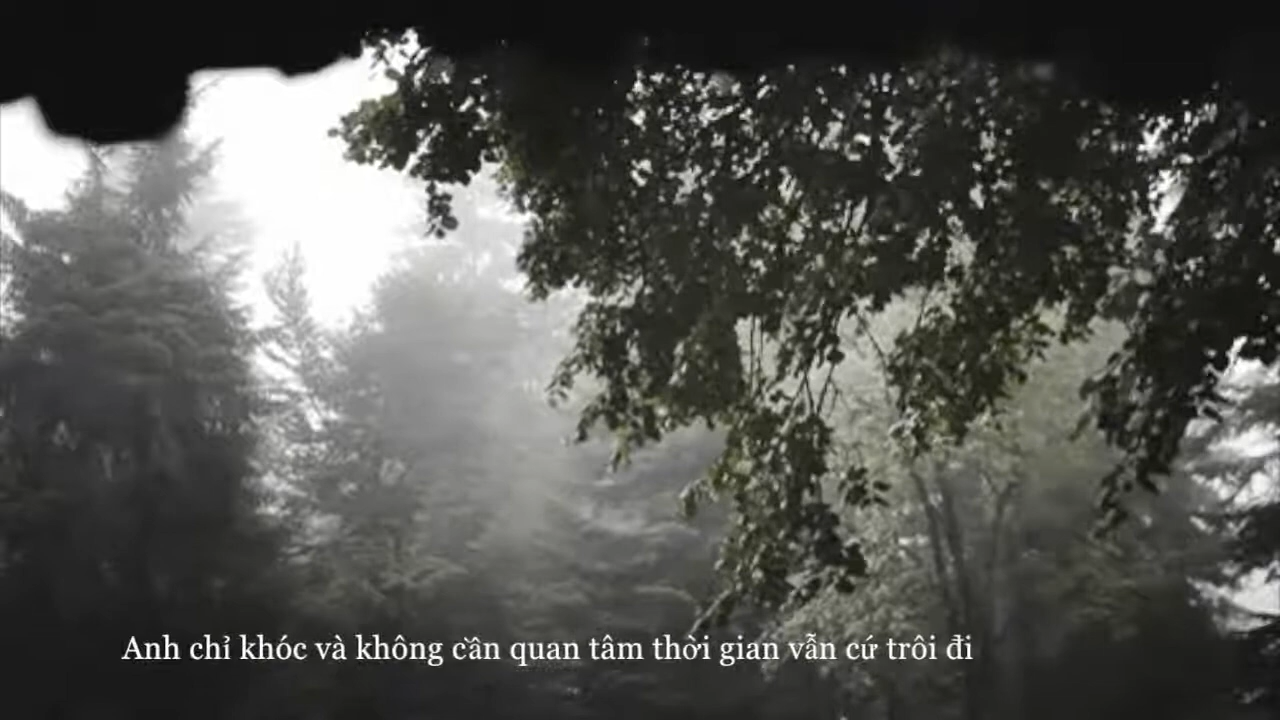 Anh chỉ khóc và không cần quan tâm thời gian vẫn cứ trôi đi